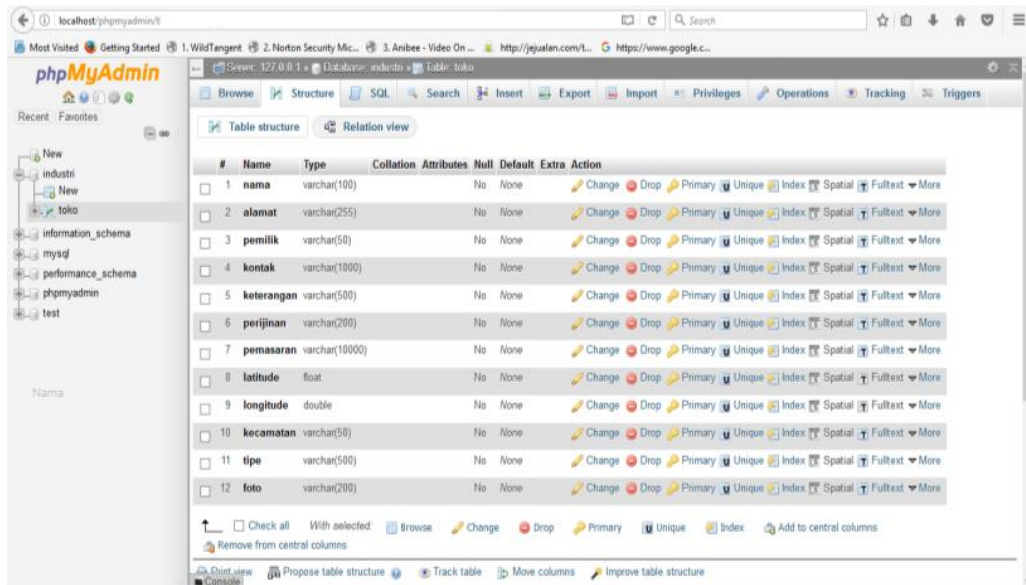 localhost/phpmyadmin/t
Search
Most Visited Getting Started 1. WildTangent 2. Norton Security Mic... 3. Anibee - Video On ... http://jejualan.com/t... https://www.google.c...
phpMyAdmin
Recent Favorites
New
industri
New
toko
information_schema
mysql
performance_schema
phpmyadmin
test
Nama
Server: 127.0.0.1 » Database: industri » Table: toko
Browse Structure SQL Search Insert Export Import Privileges Operations Tracking Triggers
Table structure Relation view
# Name Type Collation Attributes Null Default Extra Action
1 nama varchar(100) No None Change Drop Primary Unique Index Spatial Fulltext More
2 alamat varchar(255) No None Change Drop Primary Unique Index Spatial Fulltext More
3 pemilik varchar(50) No None Change Drop Primary Unique Index Spatial Fulltext More
4 kontak varchar(1000) No None Change Drop Primary Unique Index Spatial Fulltext More
5 keterangan varchar(500) No None Change Drop Primary Unique Index Spatial Fulltext More
6 perijinan varchar(200) No None Change Drop Primary Unique Index Spatial Fulltext More
7 pemasaran varchar(10000) No None Change Drop Primary Unique Index Spatial Fulltext More
8 latitude float No None Change Drop Primary Unique Index Spatial Fulltext More
9 longitude double No None Change Drop Primary Unique Index Spatial Fulltext More
10 kecamatan varchar(50) No None Change Drop Primary Unique Index Spatial Fulltext More
11 tipe varchar(500) No None Change Drop Primary Unique Index Spatial Fulltext More
12 foto varchar(200) No None Change Drop Primary Unique Index Spatial Fulltext More
Check all With selected: Browse Change Drop Primary Unique Index Add to central columns
Remove from central columns
Print view Propose table structure Track table Move columns Improve table structure
Console